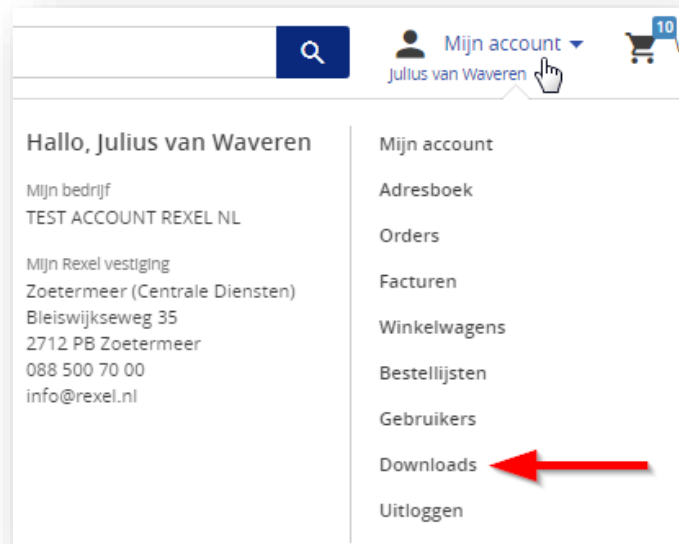 Mijn account
10
Julius van Waveren
Hallo, Julius van Waveren
Mijn bedrijf
TEST ACCOUNT REXEL NL
Mijn Rexel vestiging
Zoetermeer (Centrale Diensten)
Bleiswijkseweg 35
2712 PB Zoetermeer
088 500 70 00
info@rexel.nl
Mijn account
Adresboek
Orders
Facturen
Winkelwagens
Bestellijsten
Gebruikers
Downloads
Uitloggen